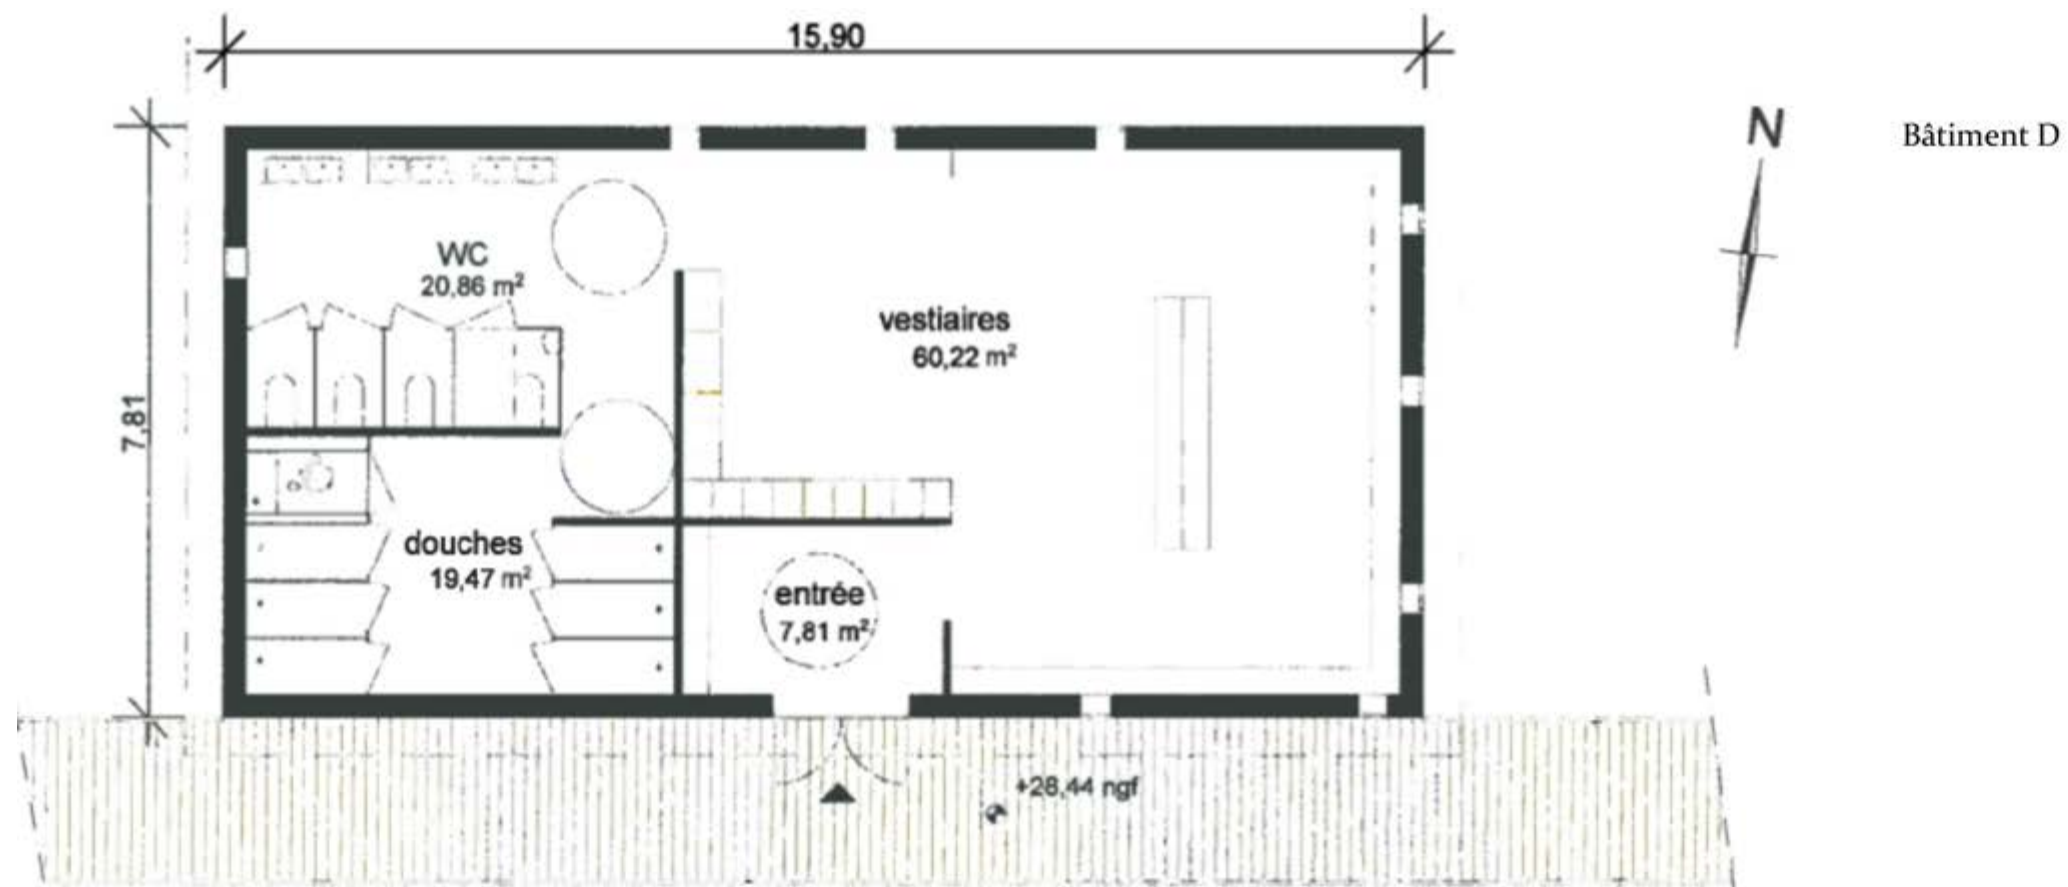 15,90
N
Bâtiment D
WC
20,86 m²
vestiaires
60,22 m²
7,81
douches
19,47 m²
entrée
7,81 m²
+28,44 ngf